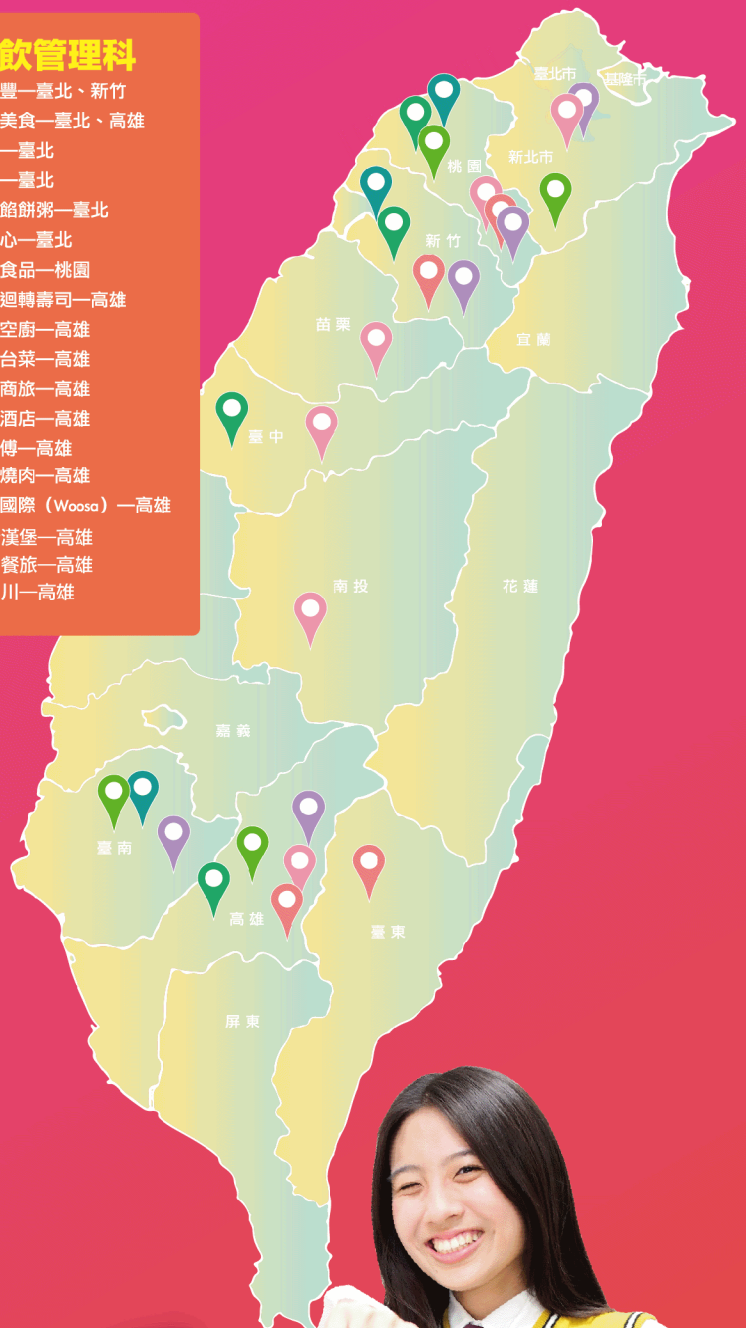 飲管理科
豐—臺北、新竹
美食—臺北、高雄
—臺北
—臺北
餡餅粥—臺北
心—臺北
食品—桃園
迴轉壽司—高雄
空廚—高雄
台菜—高雄
商旅—高雄
酒店—高雄
傅—高雄
燒肉—高雄
國際（Woosa）—高雄
漢堡—高雄
餐旅—高雄
川—高雄
臺北市
基隆市
新北市
桃園
新竹
苗栗
宜蘭
臺中
南投
花蓮
嘉義
臺南
高雄
臺東
屏東